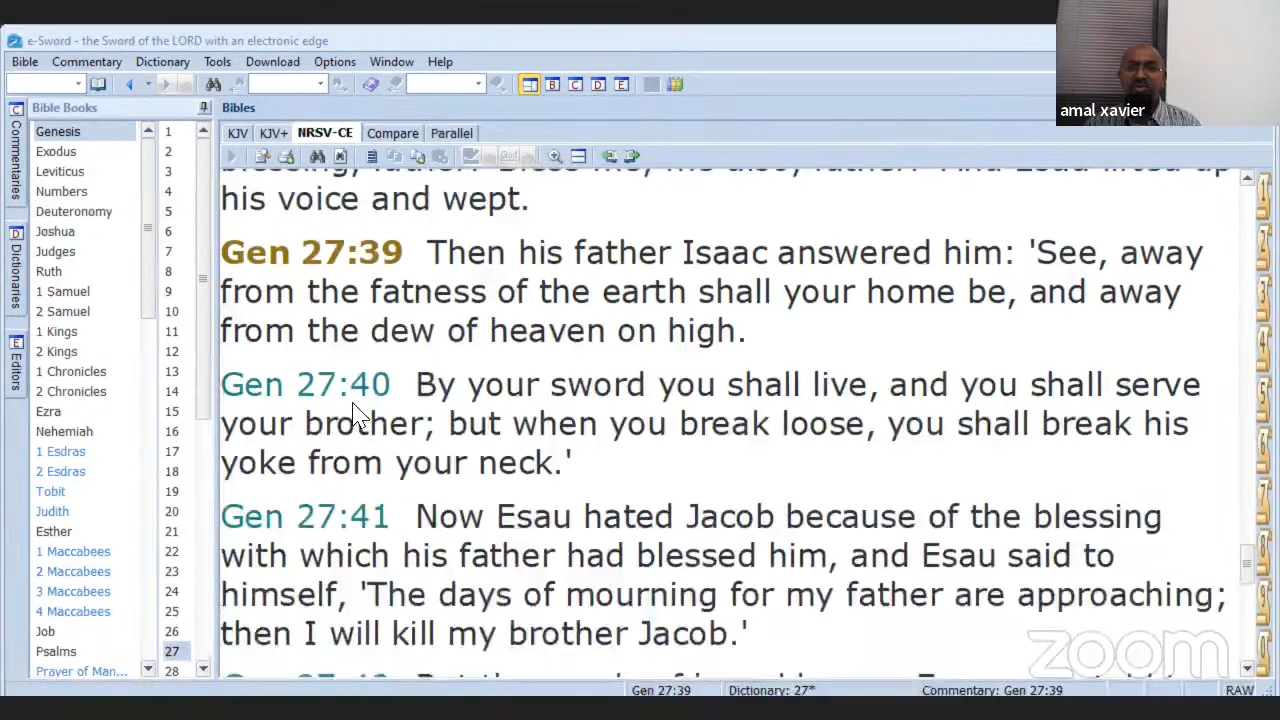 e-Sword - the Sword of the LORD with an electronic edge
Bible Commentary Dictionary Tools Download Options Window Help
B C D E
Bible Books
Bibles
amal xavier
KJV KJV+ NRSV-CE Compare Parallel
C Commentaries
D Dictionaries
E Editors
Genesis 1
Exodus 2
Leviticus 3
Numbers 4
Deuteronomy 5
Joshua 6
Judges 7
Ruth 8
1 Samuel 9
2 Samuel 10
1 Kings 11
2 Kings 12
1 Chronicles 13
2 Chronicles 14
Ezra 15
Nehemiah 16
1 Esdras 17
2 Esdras 18
Tobit 19
Judith 20
Esther 21
1 Maccabees 22
2 Maccabees 23
3 Maccabees 24
4 Maccabees 25
Job 26
Psalms 27
Prayer of Man... 28
his voice and wept.
Gen 27:39 Then his father Isaac answered him: 'See, away
from the fatness of the earth shall your home be, and away
from the dew of heaven on high.
Gen 27:40 By your sword you shall live, and you shall serve
your brother; but when you break loose, you shall break his
yoke from your neck.'
Gen 27:41 Now Esau hated Jacob because of the blessing
with which his father had blessed him, and Esau said to
himself, 'The days of mourning for my father are approaching;
then I will kill my brother Jacob.'
zoom
Gen 27:39 Dictionary: 27* Commentary: Gen 27:39 RAW